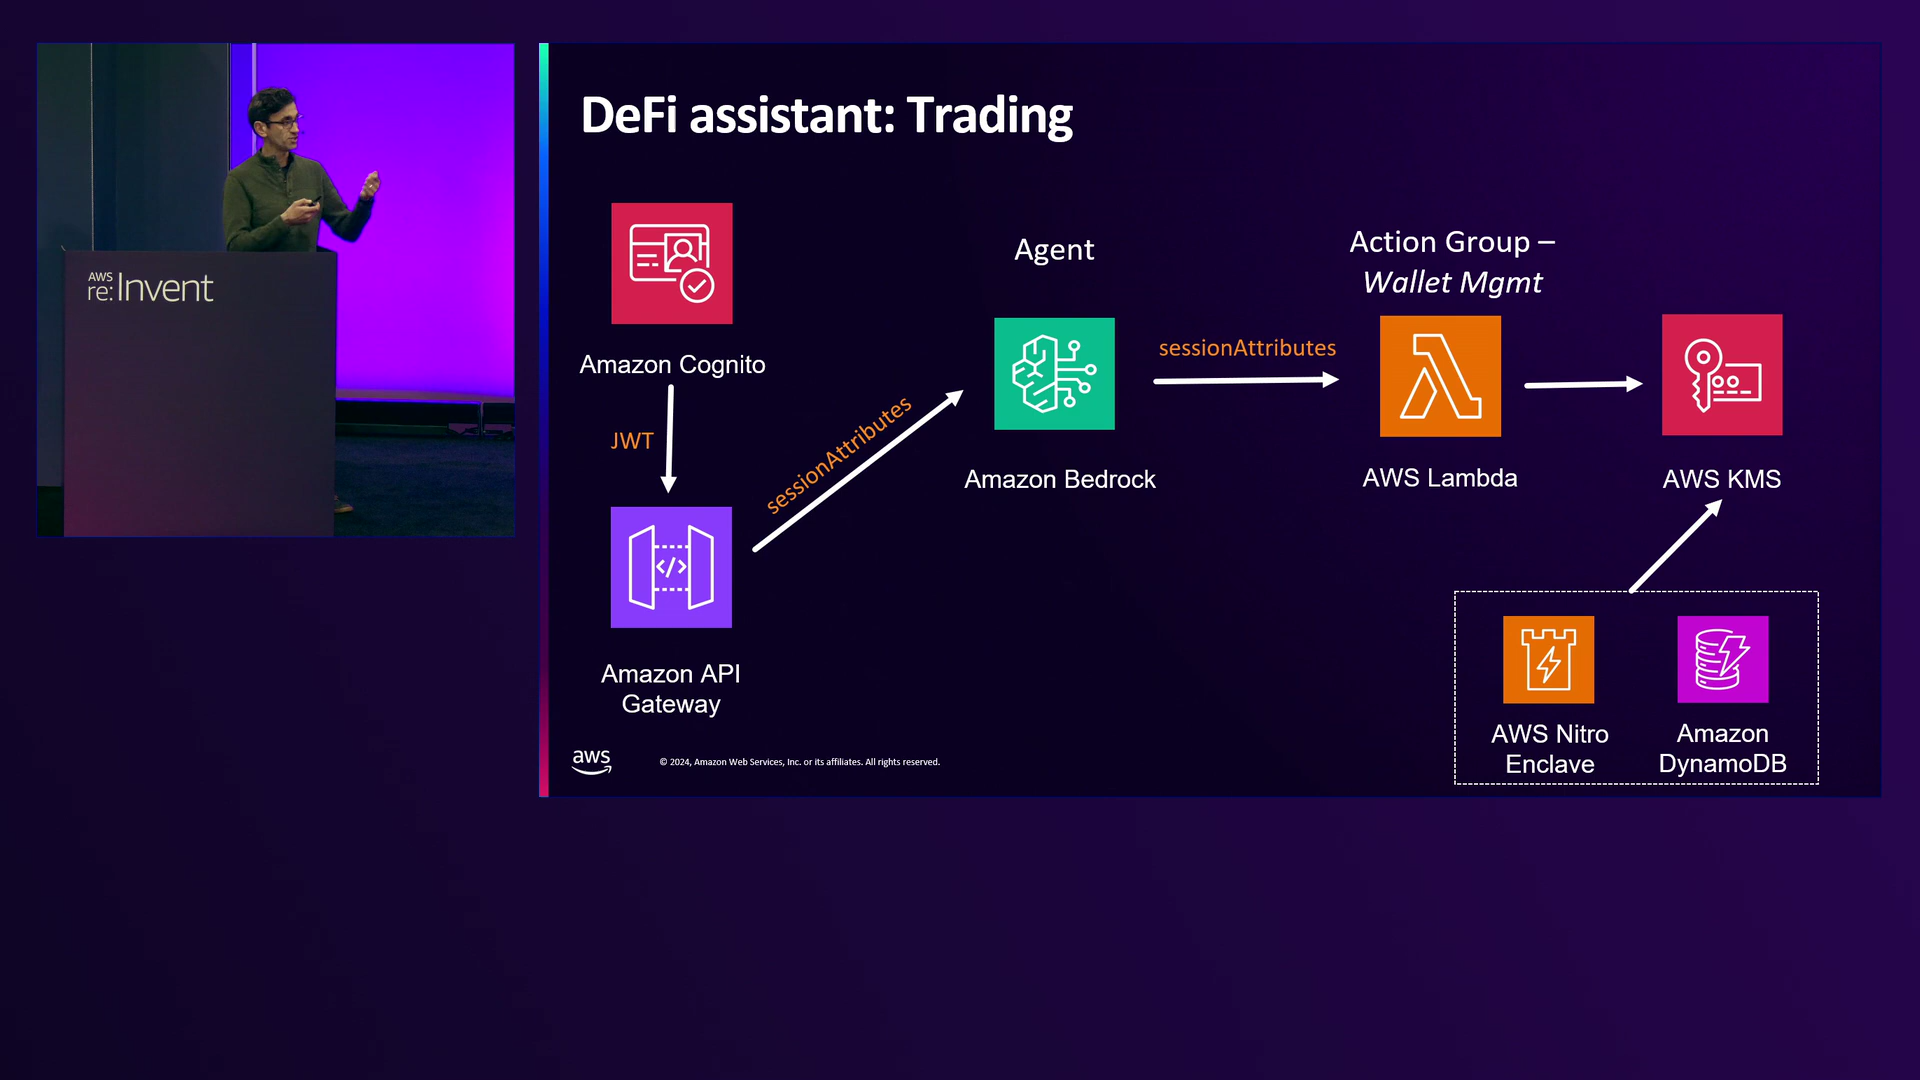 AWS
re:Invent
DeFi assistant: Trading
Amazon Cognito
JWT
Amazon API
Gateway
sessionAttributes
Agent
Amazon Bedrock
sessionAttributes
Action Group –
Wallet Mgmt
AWS Lambda
AWS KMS
AWS Nitro
Enclave
Amazon
DynamoDB
aws
© 2024, Amazon Web Services, Inc. or its affiliates. All rights reserved.